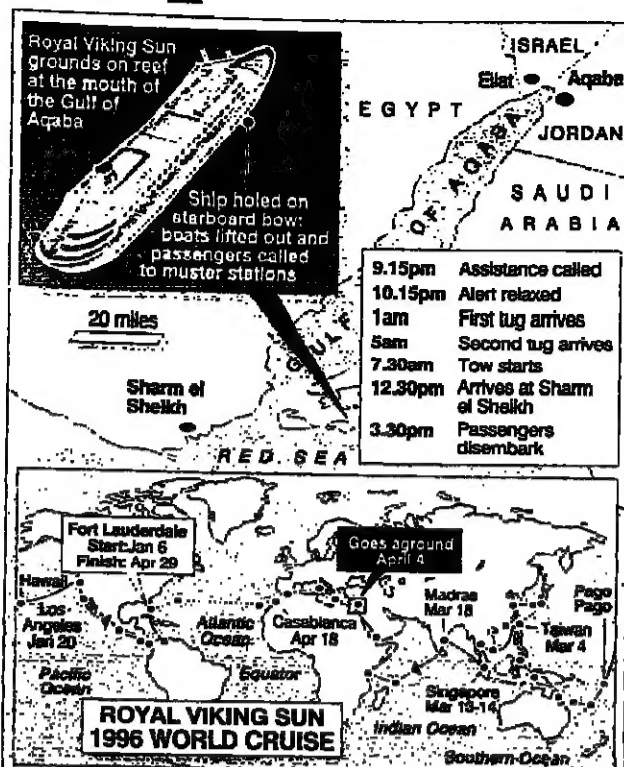 Royal Viking Sun
grounds on reef
at the mouth of
the Gulf of
Aqaba
Ship holed on
starboard bow:
boats lifted out and
passengers called
to muster stations
ISRAEL
Eilat
Aqaba
EGYPT
JORDAN
SAUDI
ARABIA
GULF OF AQABA
20 miles
Sharm el
Sheikh
RED SEA
9.15pm Assistance called
10.15pm Alert relaxed
1am First tug arrives
5am Second tug arrives
7.30am Tow starts
12.30pm Arrives at Sharm
el Sheikh
3.30pm Passengers
disembark
Fort Lauderdale
Start:Jan 6
Finish: Apr 29
Goes aground
April 4
Hawaii
Los
Angeles
Jan 20
Atlantic
Ocean
Casablanca
Apr 18
Madras
Mar 18
Pago
Pago
Taiwan
Mar 4
Pacific
Ocean
Equator
Singapore
Mar 13-14
Indian Ocean
Southern Ocean
ROYAL VIKING SUN
1996 WORLD CRUISE